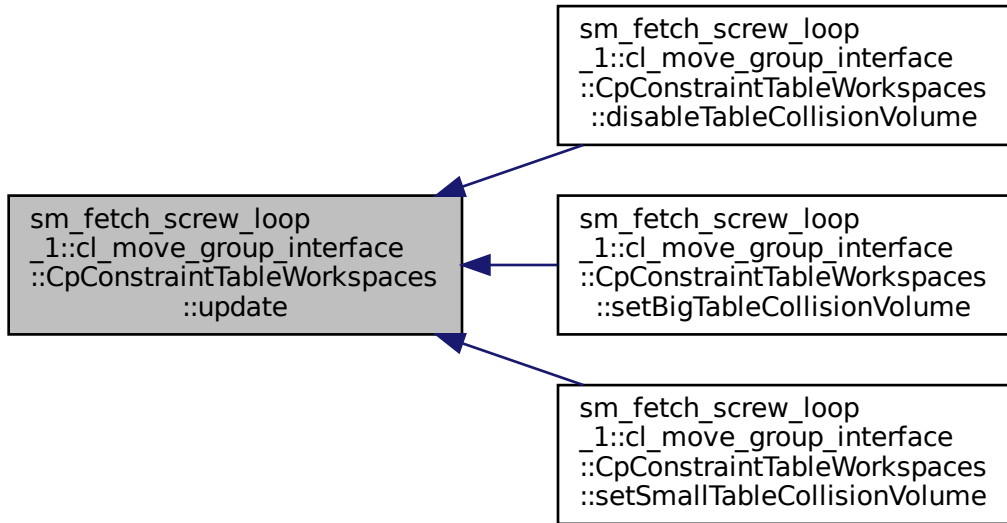 sm_fetch_screw_loop
_1::cl_move_group_interface
::CpConstraintTableWorkspaces
::update
sm_fetch_screw_loop
_1::cl_move_group_interface
::CpConstraintTableWorkspaces
::disableTableCollisionVolume
sm_fetch_screw_loop
_1::cl_move_group_interface
::CpConstraintTableWorkspaces
::setBigTableCollisionVolume
sm_fetch_screw_loop
_1::cl_move_group_interface
::CpConstraintTableWorkspaces
::setSmallTableCollisionVolume